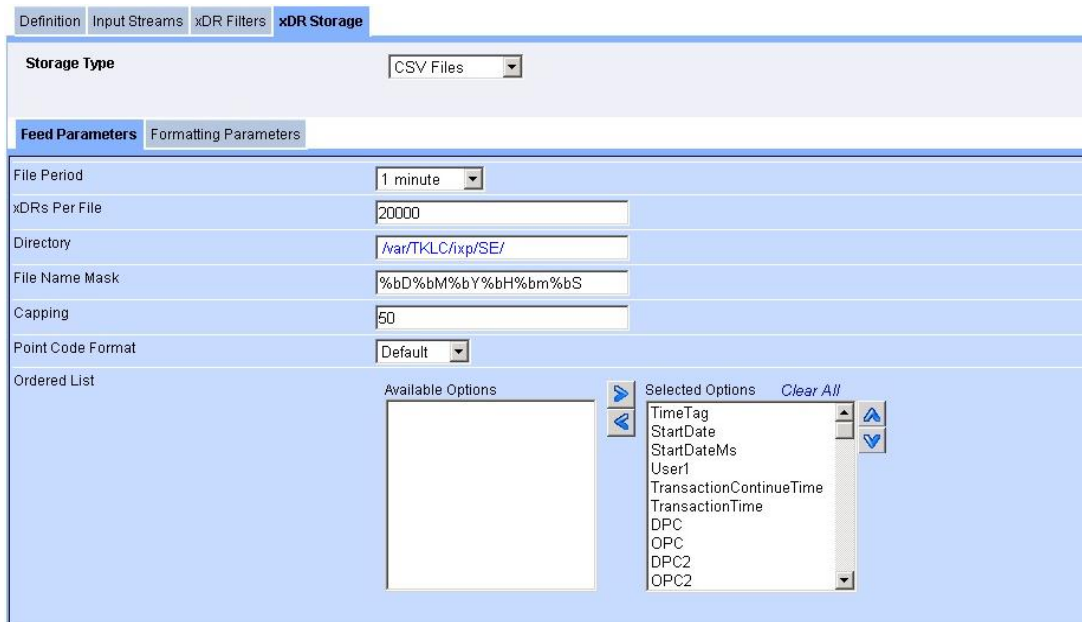 Definition Input Streams xDR Filters xDR Storage
Storage Type CSV Files
Feed Parameters Formatting Parameters
File Period 1 minute
xDRs Per File 20000
Directory /var/TKLC/ixp/SE/
File Name Mask %bD%bM%bY%bH%bm%bS
Capping 50
Point Code Format Default
Ordered List
Available Options Selected Options Clear All
TimeTag
StartDate
StartDateMs
User1
TransactionContinueTime
TransactionTime
DPC
OPC
DPC2
OPC2